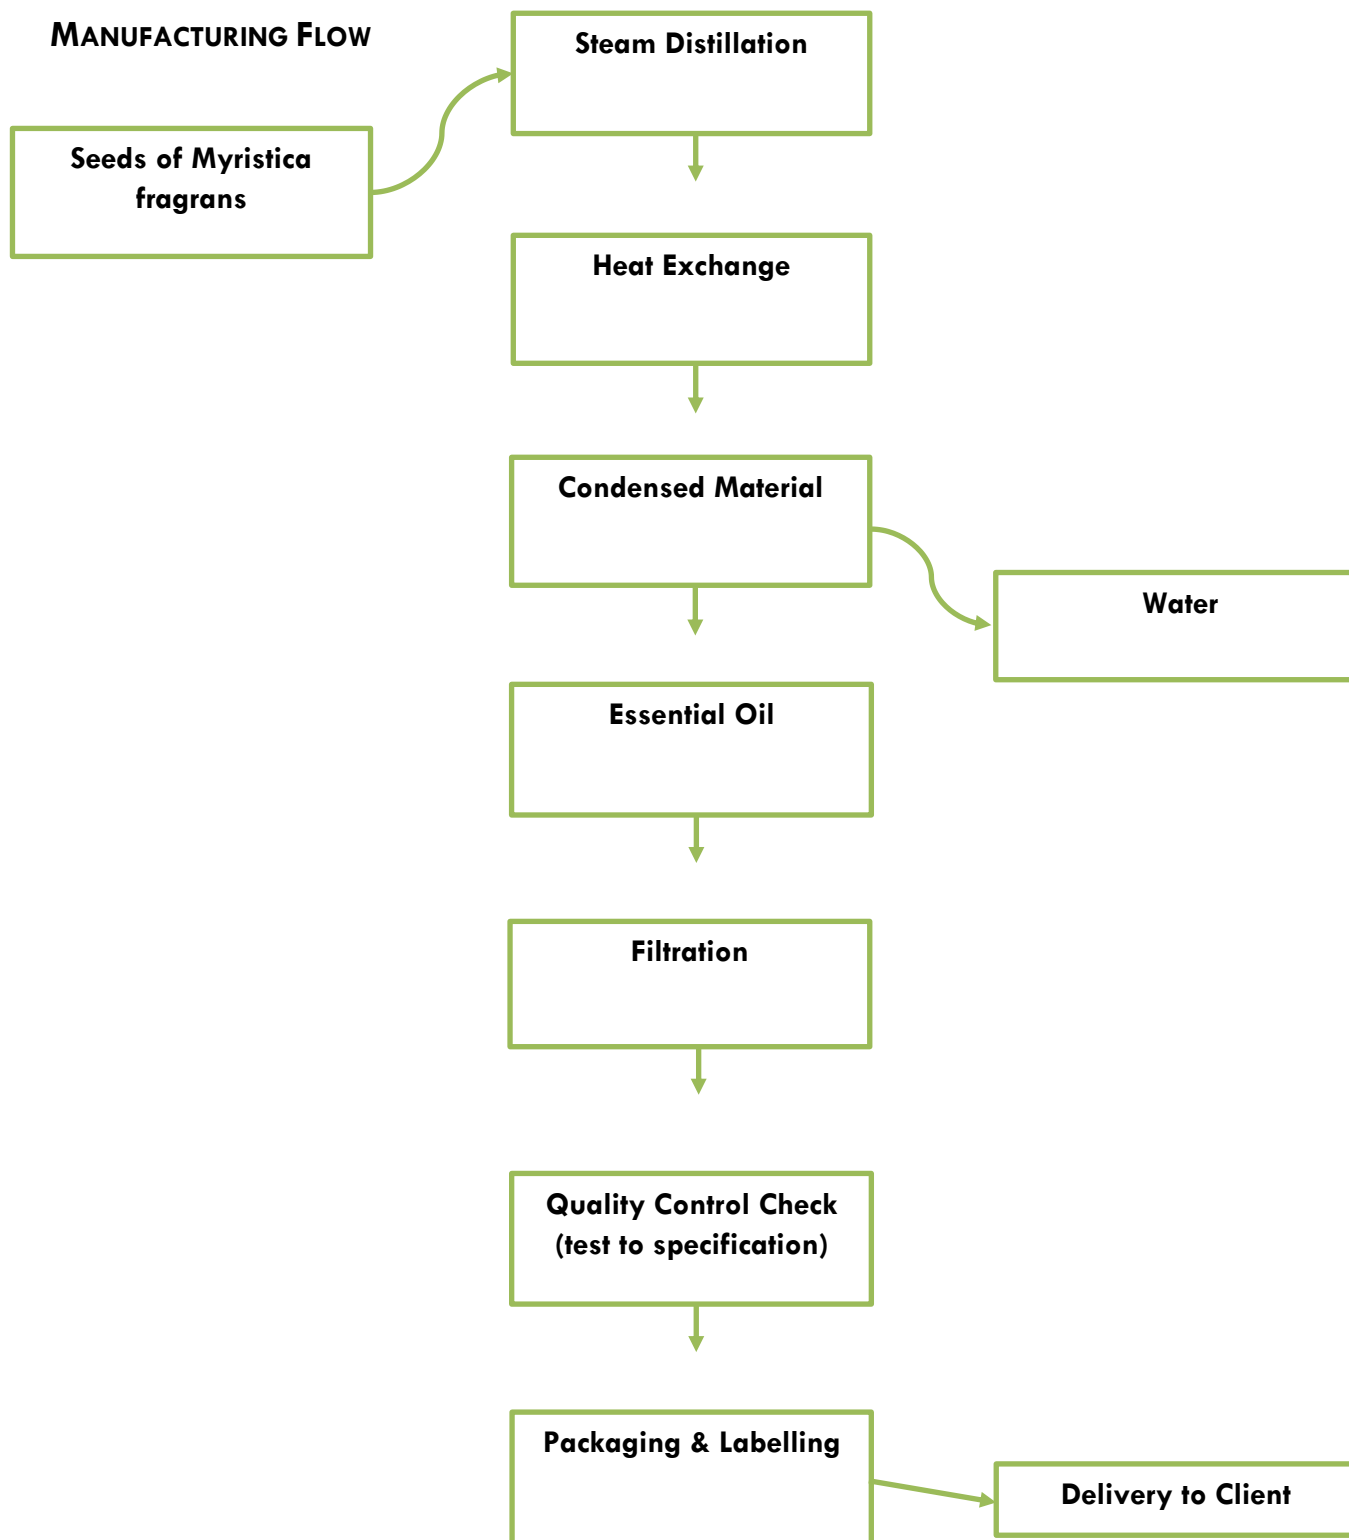 MANUFACTURING FLOW
Steam Distillation
Seeds of Myristica
fragrans
Heat Exchange
Condensed Material
Water
Essential Oil
Filtration
Quality Control Check
(test to specification)
Packaging & Labelling
Delivery to Client